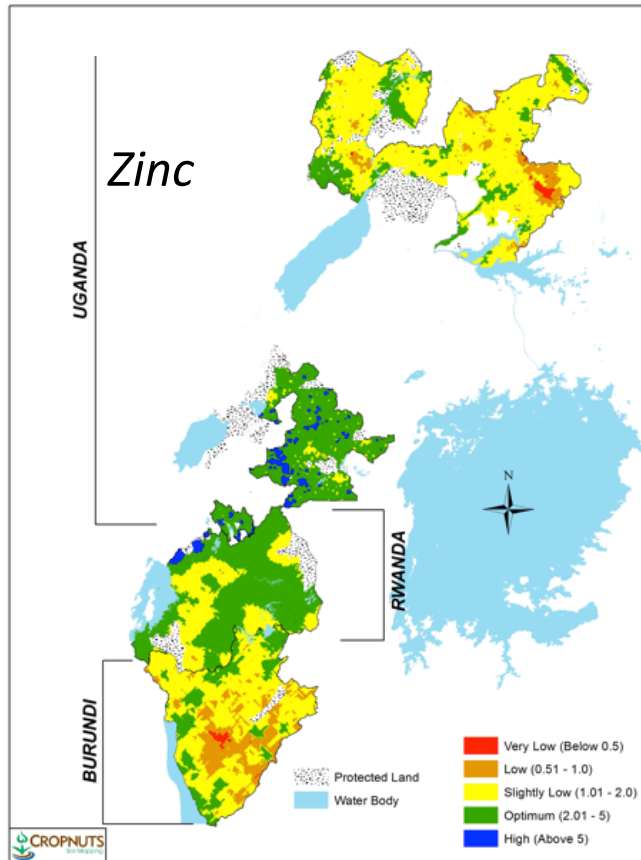 Zinc
UGANDA
N
RWANDA
BURUNDI
Protected Land
Water Body
Very Low (Below 0.5)
Low (0.51 - 1.0)
Slightly Low (1.01 - 2.0)
Optimum (2.01 - 5)
High (Above 5)
CROPNUTS
Soil Mapping